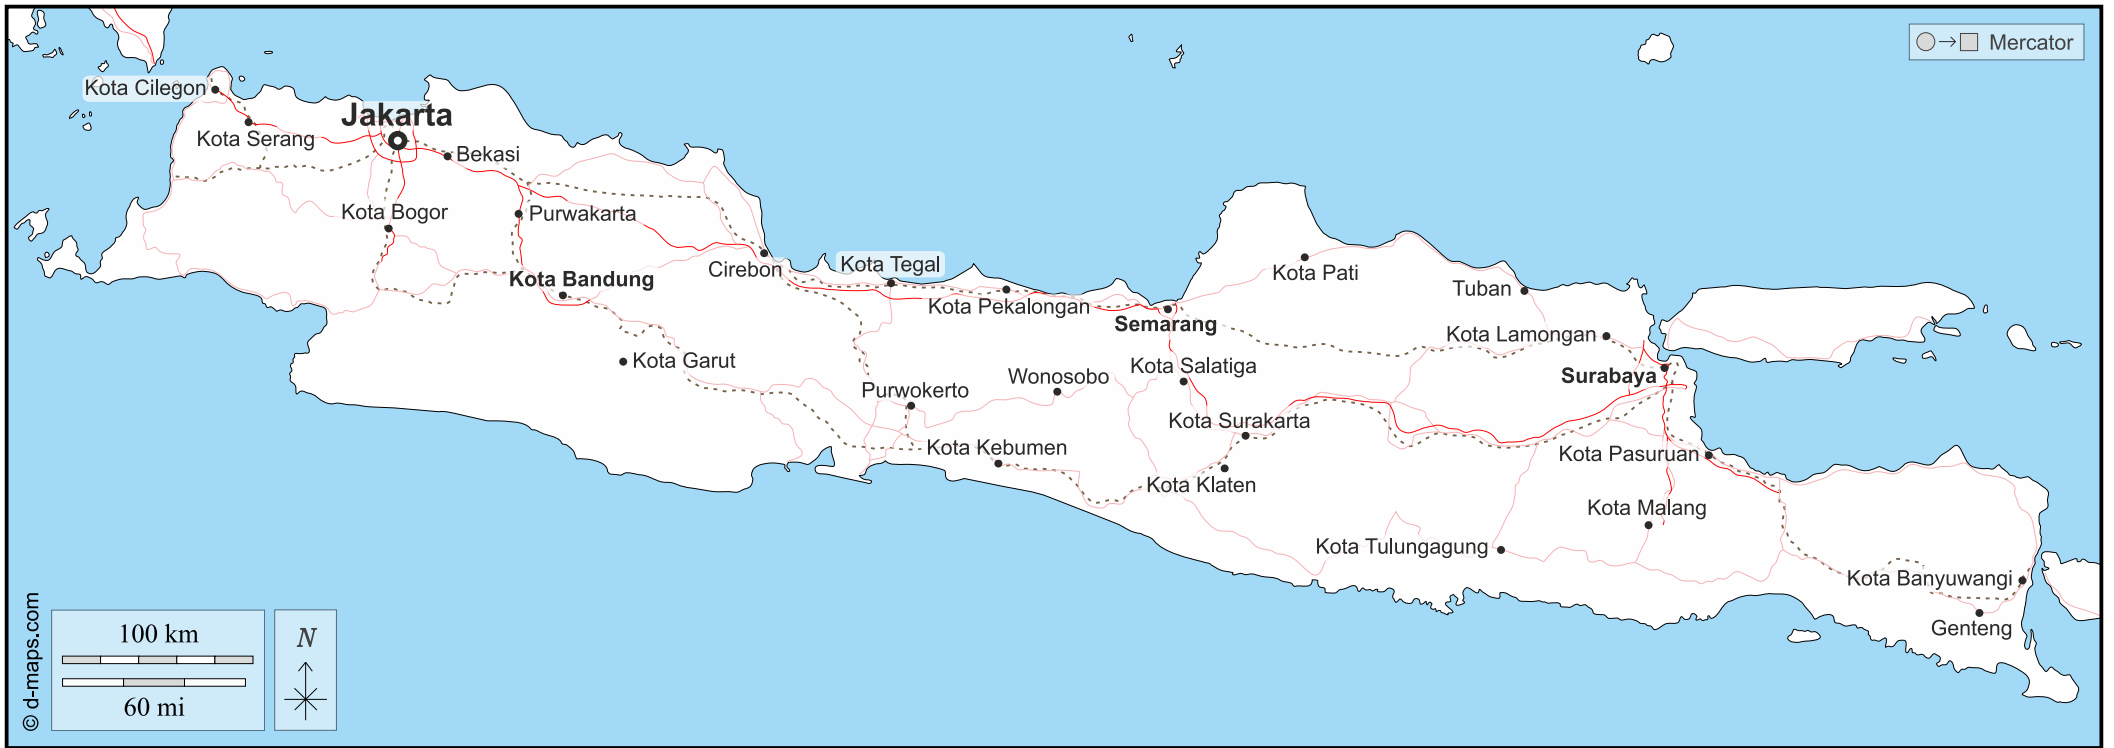 Mercator
Kota Cilegon
Jakarta
Kota Serang
Bekasi
Kota Bogor
Purwakarta
Kota Bandung
Cirebon
Kota Tegal
Kota Pati
Tuban
Kota Pekalongan
Semarang
Kota Lamongan
Kota Garut
Kota Salatiga
Wonosobo
Surabaya
Purwokerto
Kota Surakarta
Kota Kebumen
Kota Pasuruan
Kota Klaten
Kota Malang
Kota Tulungagung
Kota Banyuwangi
Genteng
100 km
60 mi
N
© d-maps.com